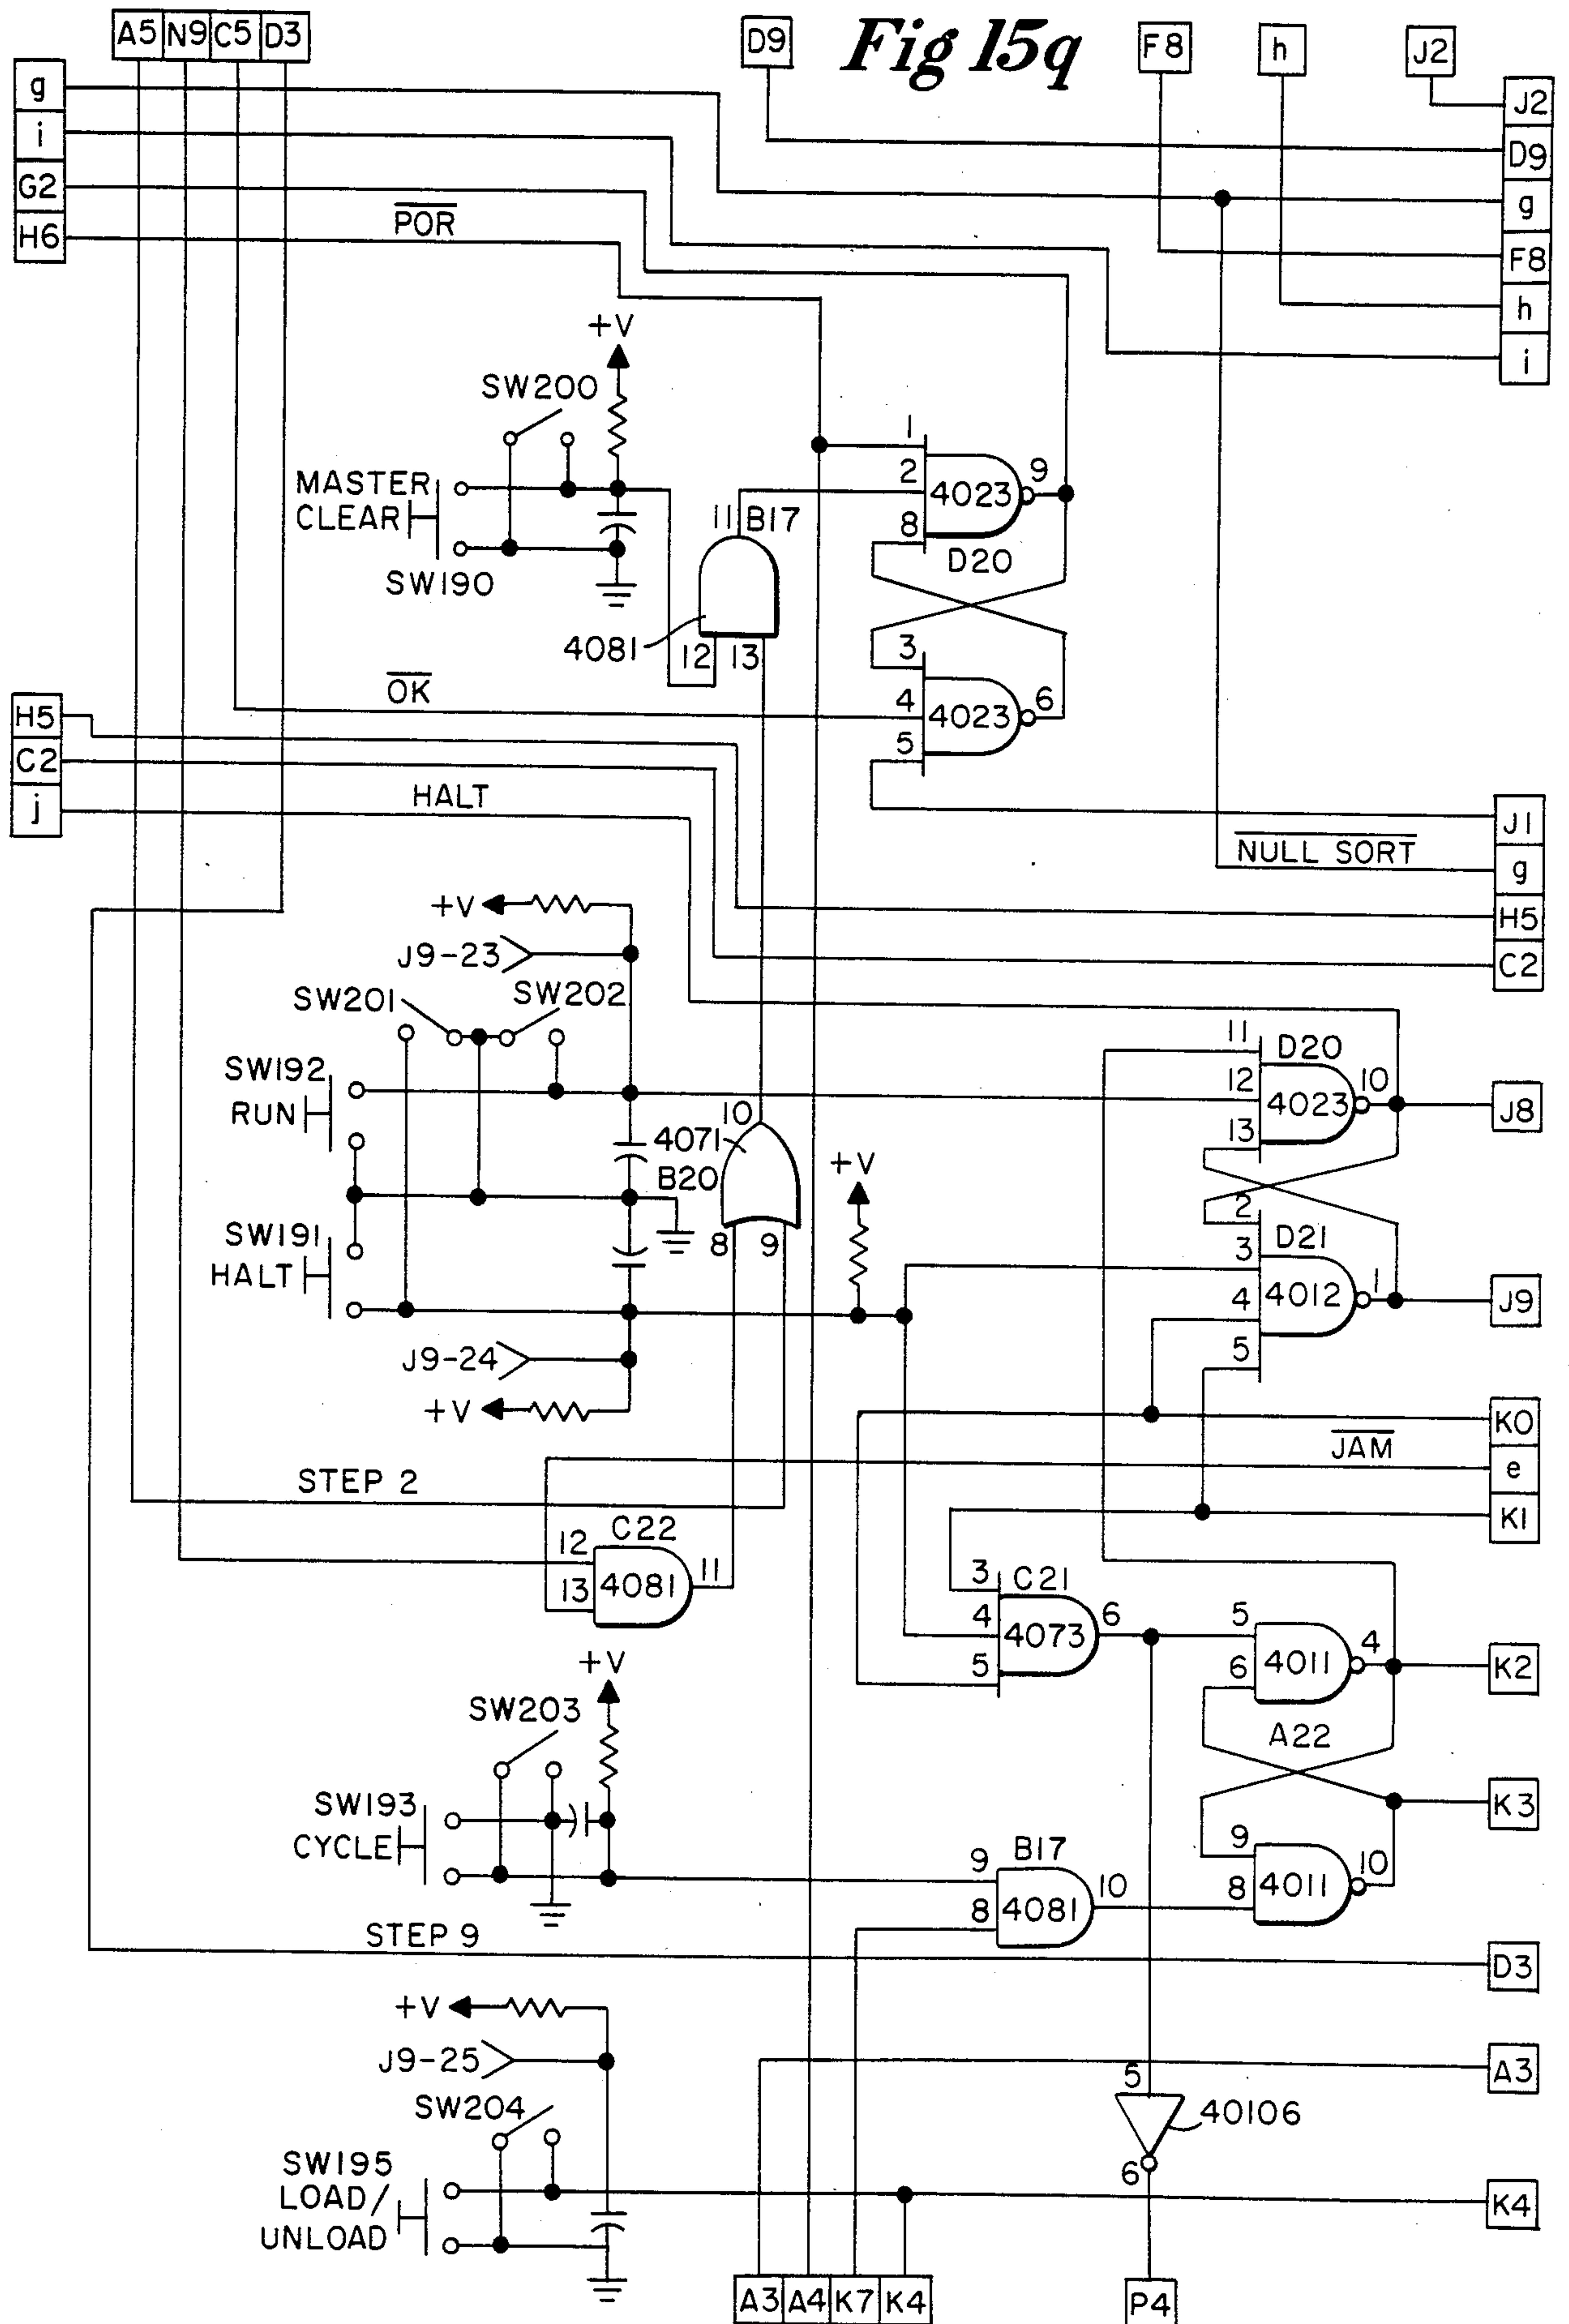 A5 N9 C5 D3
D9
Fig 15q
F8
h
J2
g
i
G2
H6
POR
J2
D9
g
F8
h
i
+V
SW200
MASTER
CLEAR
SW190
1
2
8
4023
9
D20
11 B17
4081
12 13
3
4
5
4023
6
OK
H5
C2
j
HALT
J1
NULL SORT
g
H5
C2
+V
J9-23
SW201
SW202
SW192
RUN
10
4071
B20
8 9
+V
SW191
HALT
J9-24
+V
11
D20
12
4023
10
13
J8
2
D21
3
4
4012
1
5
J9
K0
JAM
e
K1
STEP 2
C22
12
13
4081
11
3
C21
4
4073
6
5
5
4011
4
6
K2
A22
K3
9
4011
10
8
+V
SW203
SW193
CYCLE
B17
9
8
4081
10
STEP 9
D3
+V
J9-25
A3
SW204
5
40106
6
SW195
LOAD/
UNLOAD
K4
A3 A4 K7 K4
P4